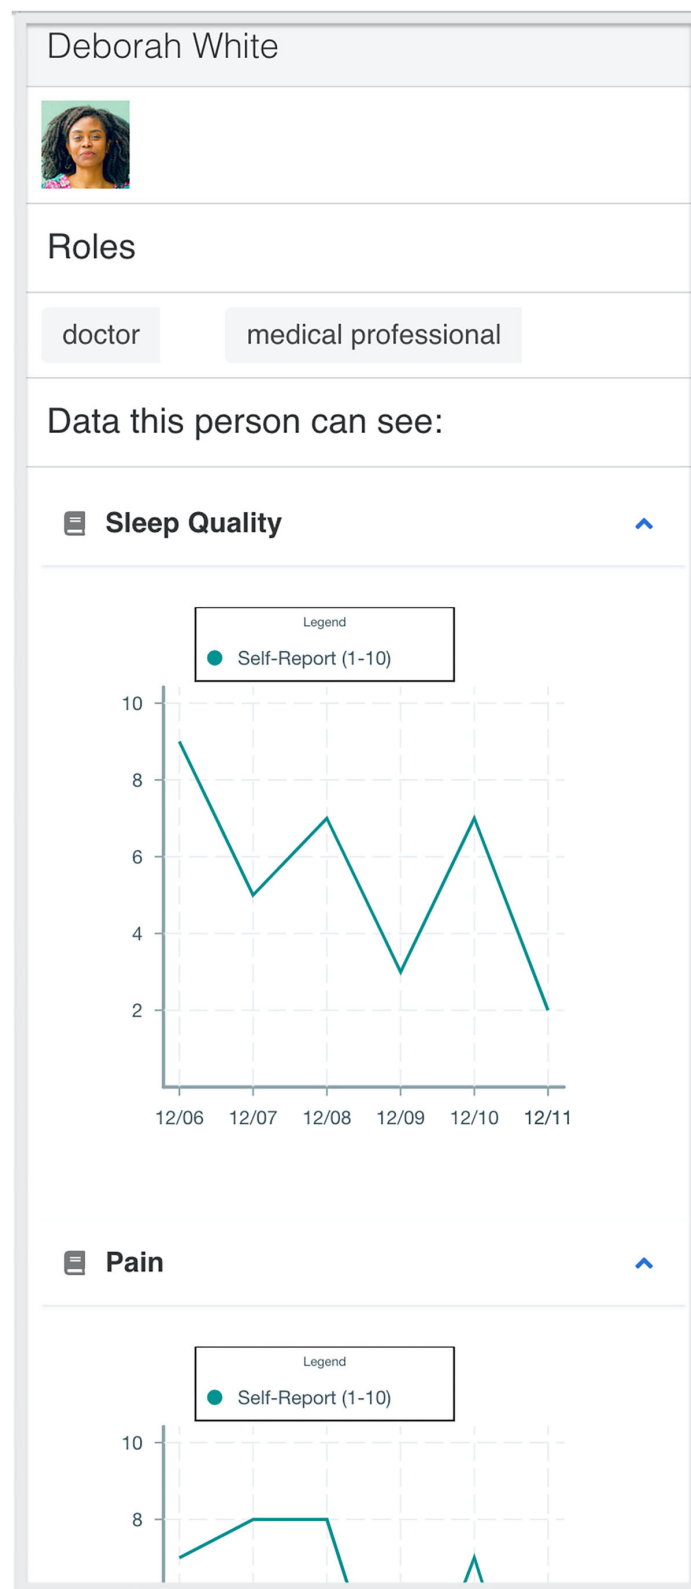 Deborah White
Roles
doctor medical professional
Data this person can see:
Sleep Quality
Legend
Self-Report (1-10)
10
8
6
4
2
12/06 12/07 12/08 12/09 12/10 12/11
Pain
Legend
Self-Report (1-10)
10
8